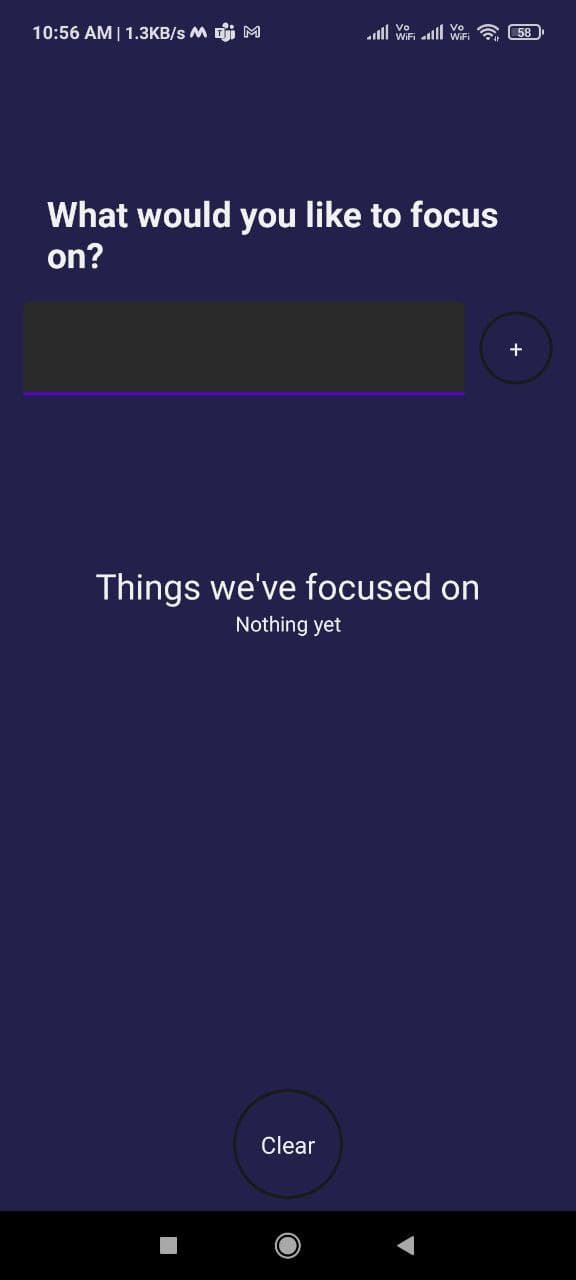 10:56 AM | 1.3KB/s Vo WiFi Vo WiFi 58
What would you like to focus
on?
+
Things we've focused on
Nothing yet
Clear